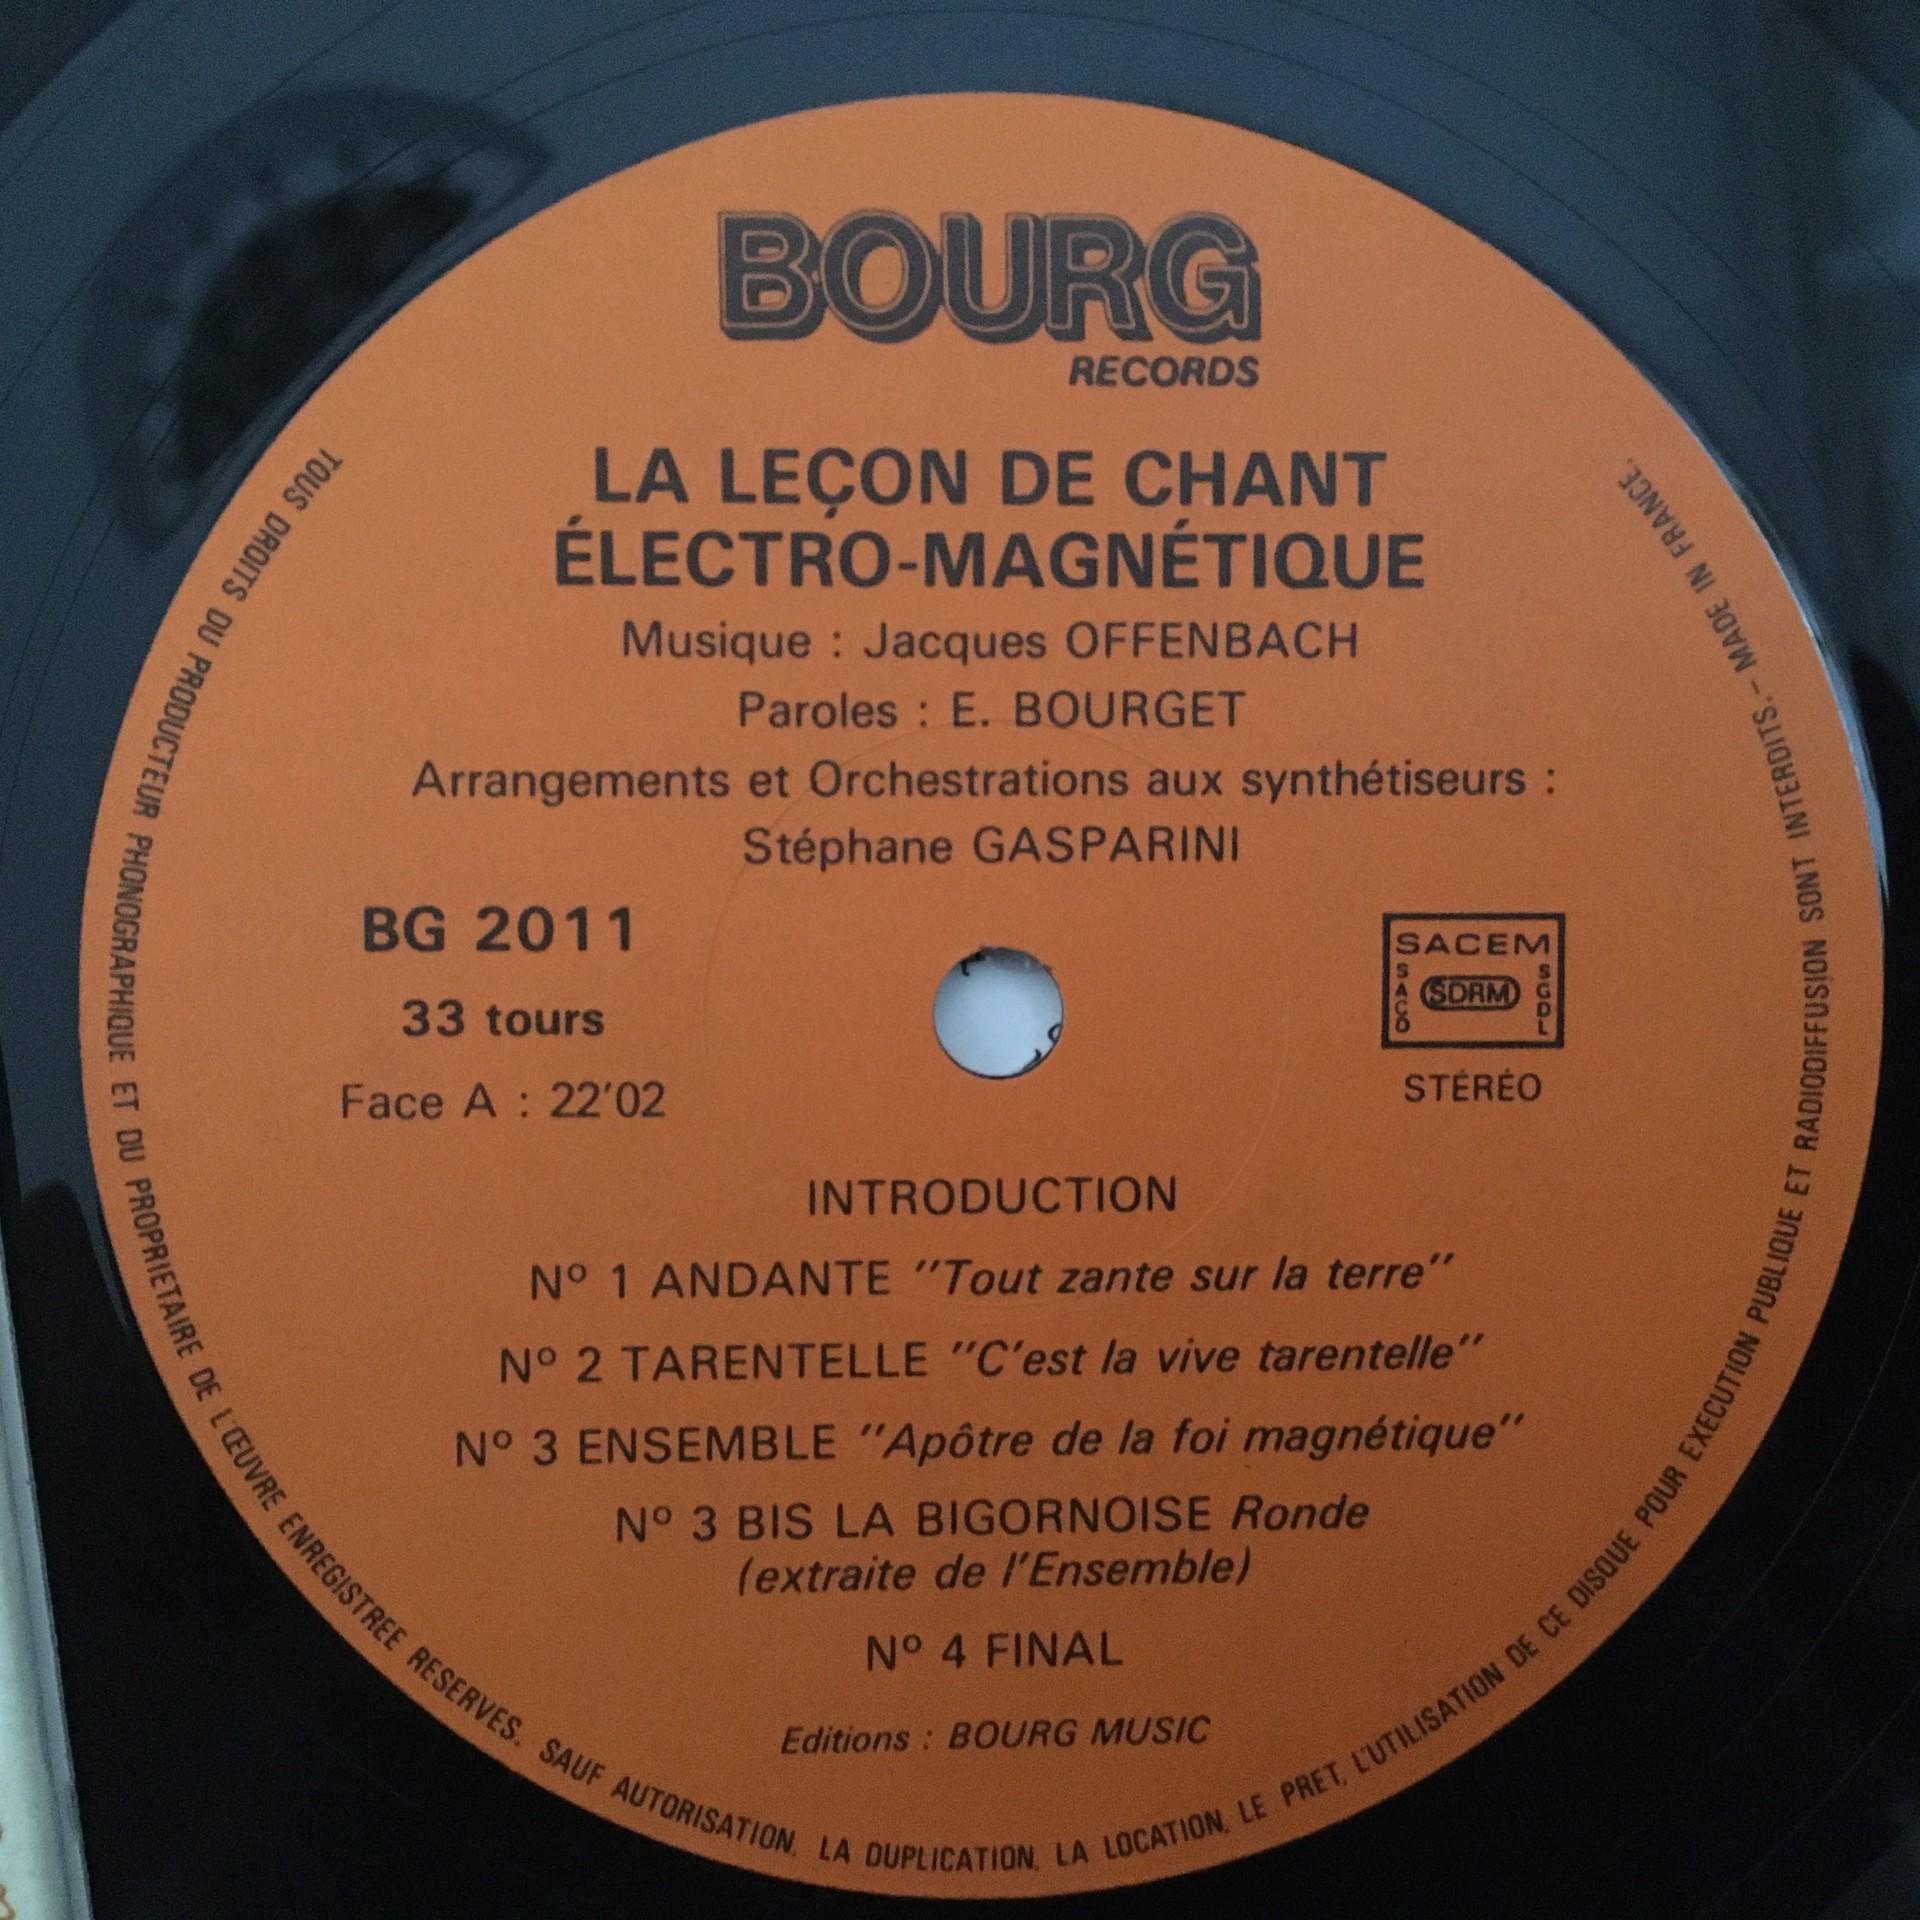 BOURG
RECORDS
LA LEÇON DE CHANT
ÉLECTRO-MAGNÉTIQUE
Musique : Jacques OFFENBACH
Paroles : E. BOURGET
Arrangements et Orchestrations aux synthétiseurs :
Stéphane GASPARINI
BG 2011
33 tours
Face A : 22'02
SACEM
SACD
SDRM
SGDL
STÉRÉO
INTRODUCTION
Nº 1 ANDANTE "Tout zante sur la terre"
Nº 2 TARENTELLE "C'est la vive tarentelle"
Nº 3 ENSEMBLE "Apôtre de la foi magnétique"
Nº 3 BIS LA BIGORNOISE Ronde
(extraite de l'Ensemble)
Nº 4 FINAL
Editions : BOURG MUSIC
TOUS DROITS DU PRODUCTEUR PHONOGRAPHIQUE ET DU PROPRIETAIRE DE L'ŒUVRE ENREGISTREE RESERVES. SAUF AUTORISATION, LA DUPLICATION, LA LOCATION, LE PRET, L'UTILISATION DE CE DISQUE POUR EXECUTION PUBLIQUE ET RADIODIFFUSION SONT INTERDITS. - MADE IN FRANCE.